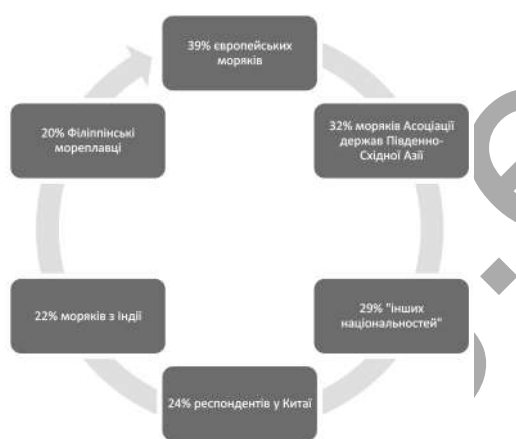 39% європейських
моряків
32% моряків Асоціації
держав Південно-
Східної Азії
29% "інших
національностей"
24% респондентів у Китаї
22% моряків з Індії
20% Філіппінські
мореплавці